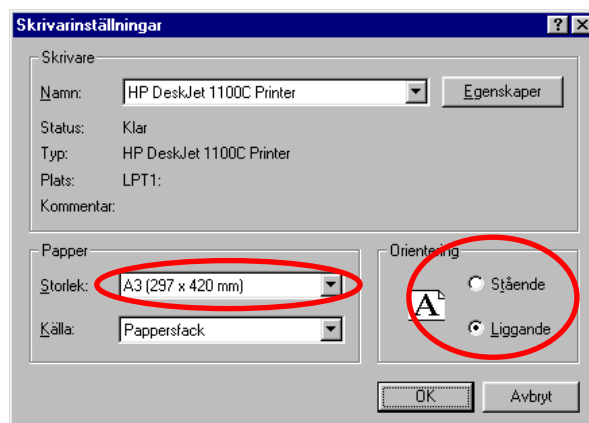 Skrivarinställningar
Skrivare
Namn: HP DeskJet 1100C Printer Egenskaper
Status: Klar
Typ: HP DeskJet 1100C Printer
Plats: LPT1:
Kommentar:
Papper
Storlek: A3 (297 x 420 mm)
Källa: Pappersfack
Orientering
A
Stående
Liggande
OK Avbryt